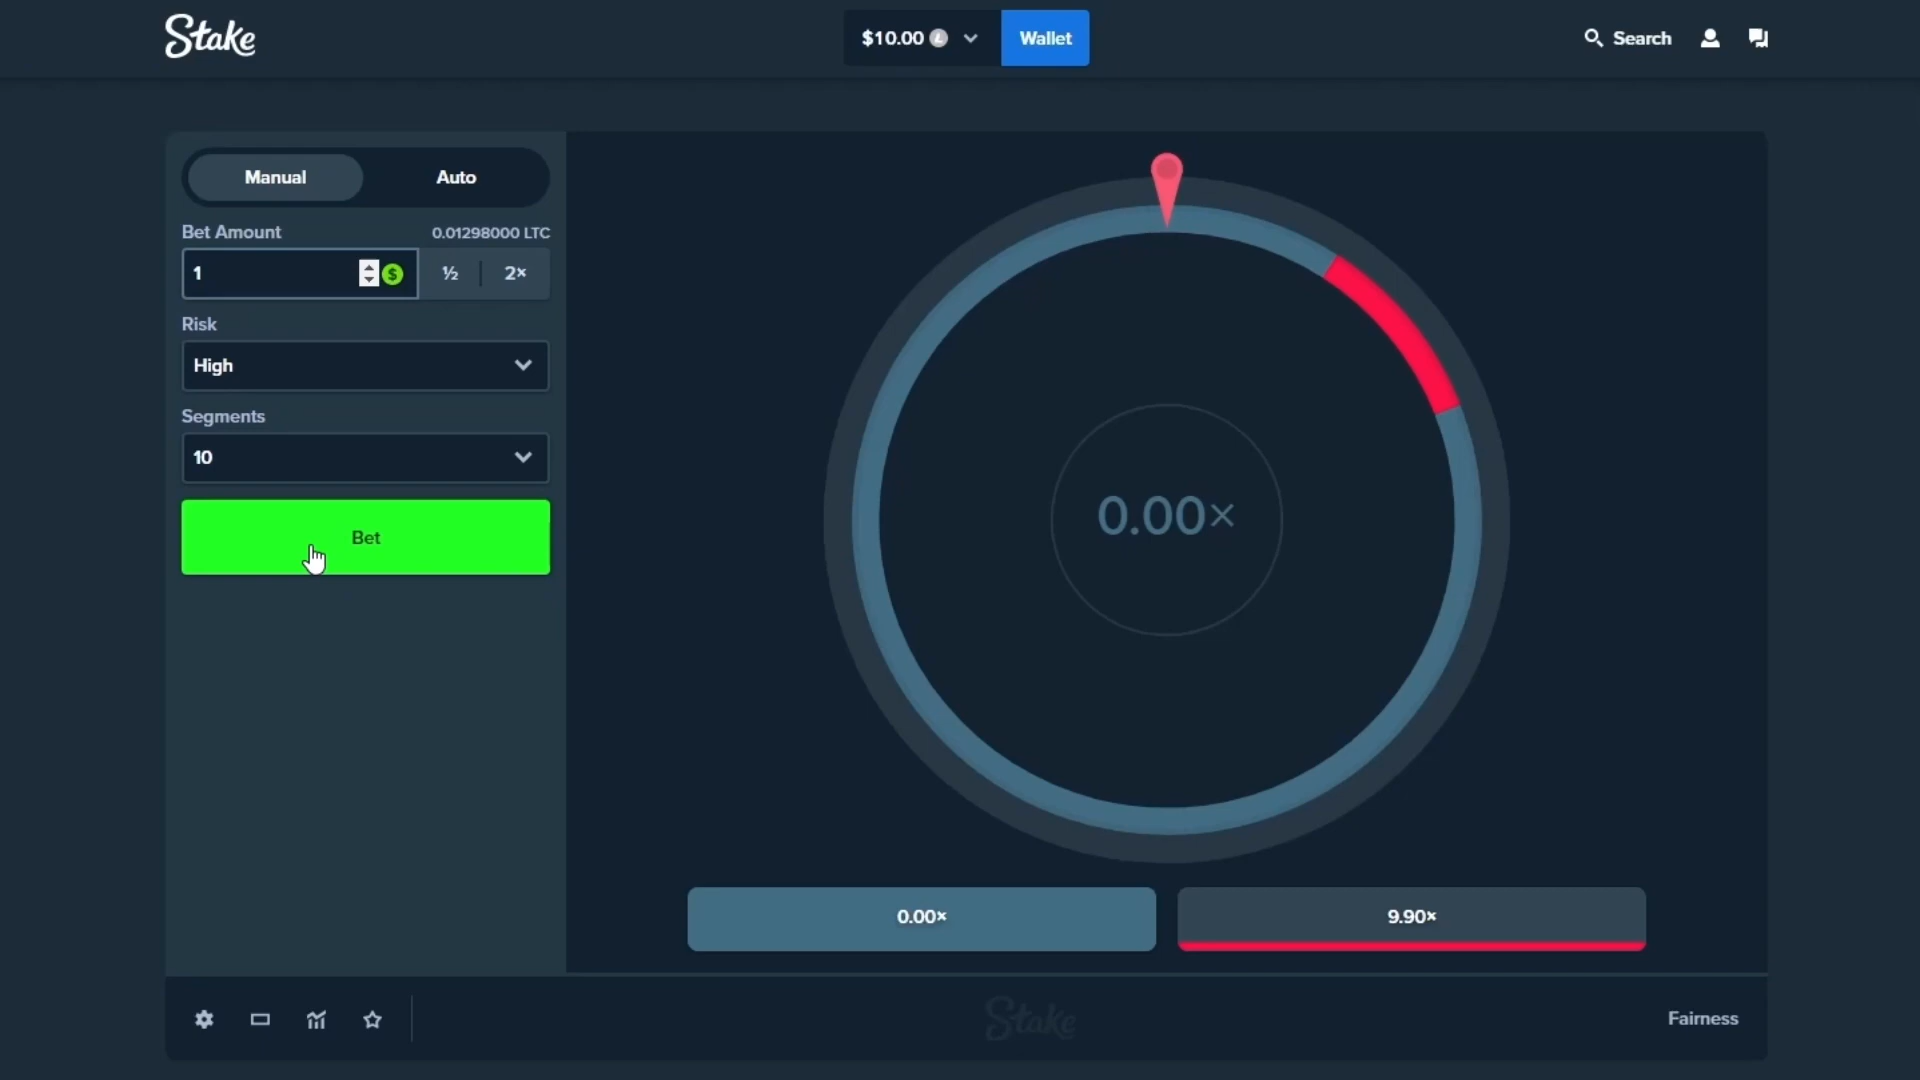 Stake
$10.00
Wallet
Search
Manual
Auto
Bet Amount
0.01298000 LTC
1
$
½
2×
Risk
High
Segments
10
Bet
0.00×
0.00×
9.90×
Stake
Fairness